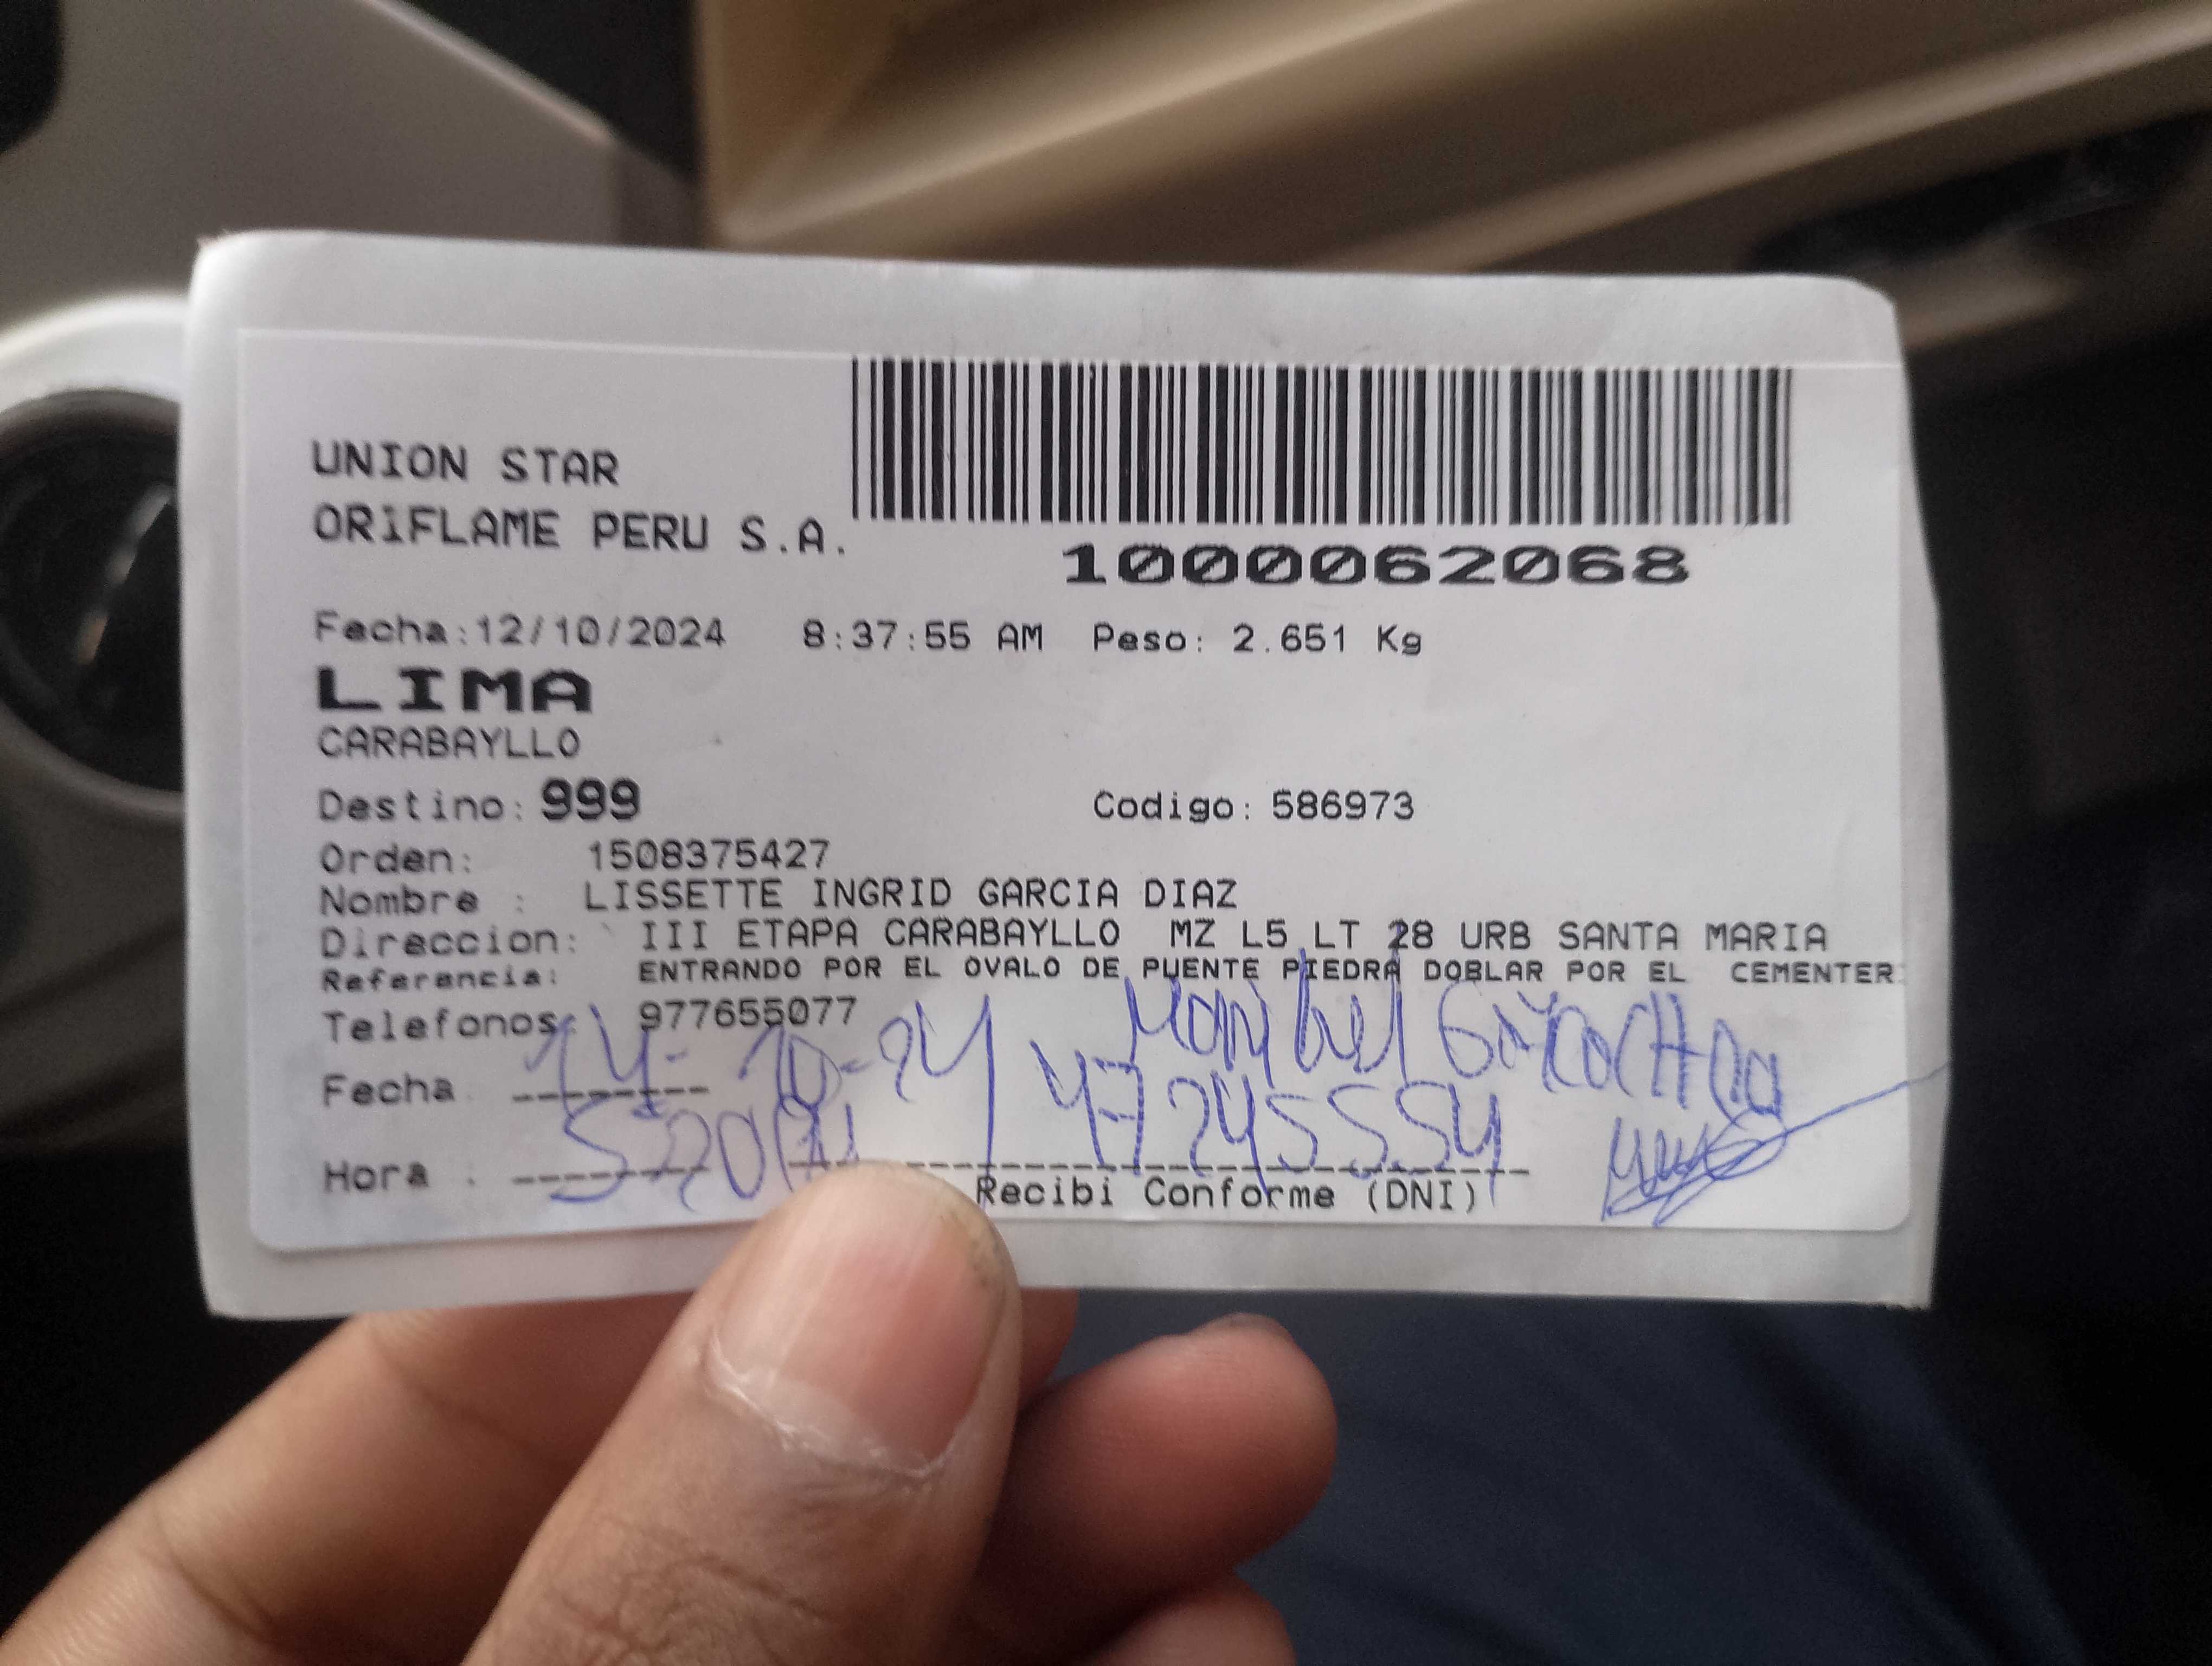 UNION STAR
ORIFLAME PERU S.A.
1000062068
Fecha:12/10/2024 8:37:55 AM Peso: 2.651 Kg
LIMA
CARABAYLLO
Destino: 999 Codigo: 586973
Orden: 1508375427
Nombre : LISSETTE INGRID GARCIA DIAZ
Direccion: III ETAPA CARABAYLLO MZ L5 LT 28 URB SANTA MARIA
Referencia: ENTRANDO POR EL OVALO DE PUENTE PIEDRA DOBLAR POR EL CEMENTER
Telefonos: 977655077
Fecha 14-10-24
47245554
Hora :
Recibi Conforme (DNI)